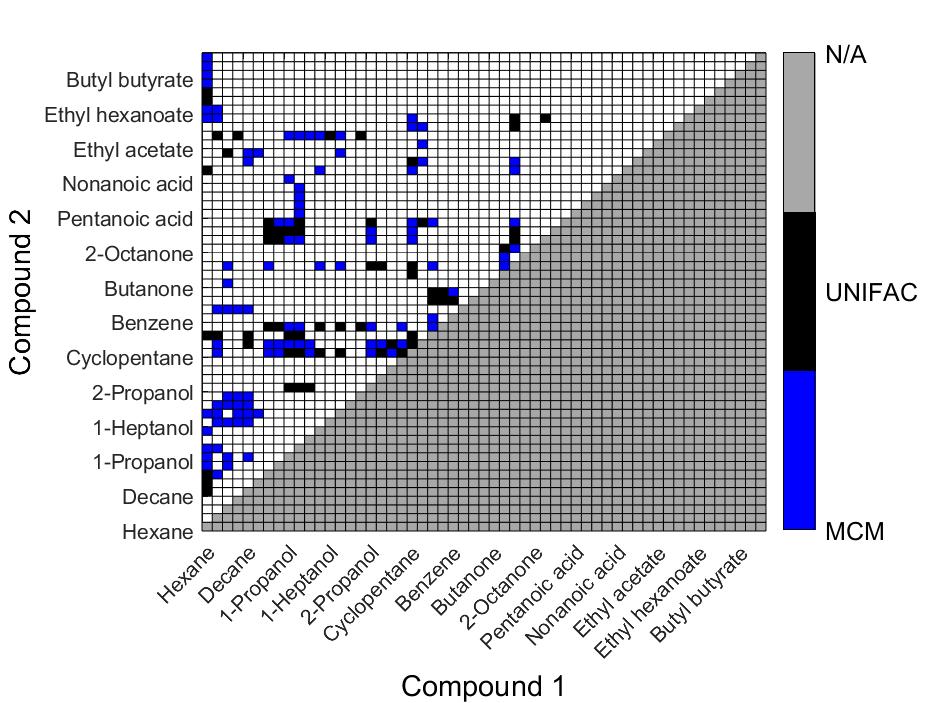 N/A
Butyl butyrate
Ethyl hexanoate
Ethyl acetate
Nonanoic acid
Pentanoic acid
2-Octanone
Butanone
Benzene
Cyclopentane
2-Propanol
1-Heptanol
1-Propanol
Decane
Hexane
Compound 2
UNIFAC
MCM
Hexane
Decane
1-Propanol
1-Heptanol
2-Propanol
Cyclopentane
Benzene
Butanone
2-Octanone
Pentanoic acid
Nonanoic acid
Ethyl acetate
Ethyl hexanoate
Butyl butyrate
Compound 1